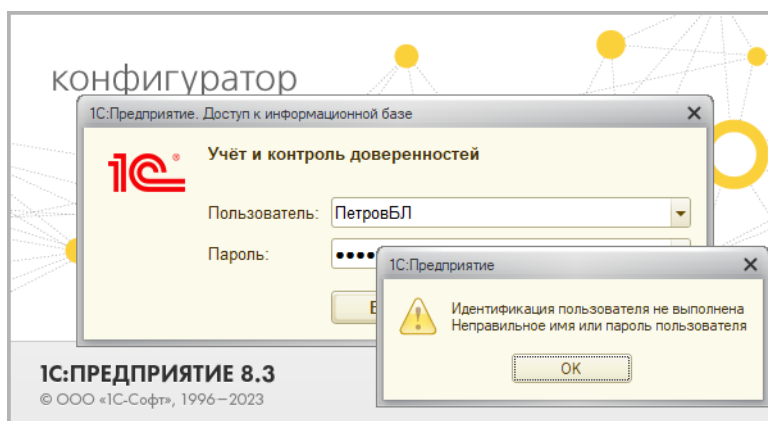 конфигуратор
1С:Предприятие. Доступ к информационной базе
1С®
Учёт и контроль доверенностей
Пользователь: ПетровБЛ
Пароль:
1С:Предприятие
Идентификация пользователя не выполнена
Неправильное имя или пароль пользователя
OK
1С:ПРЕДПРИЯТИЕ 8.3
© ООО «1С-Софт», 1996–2023